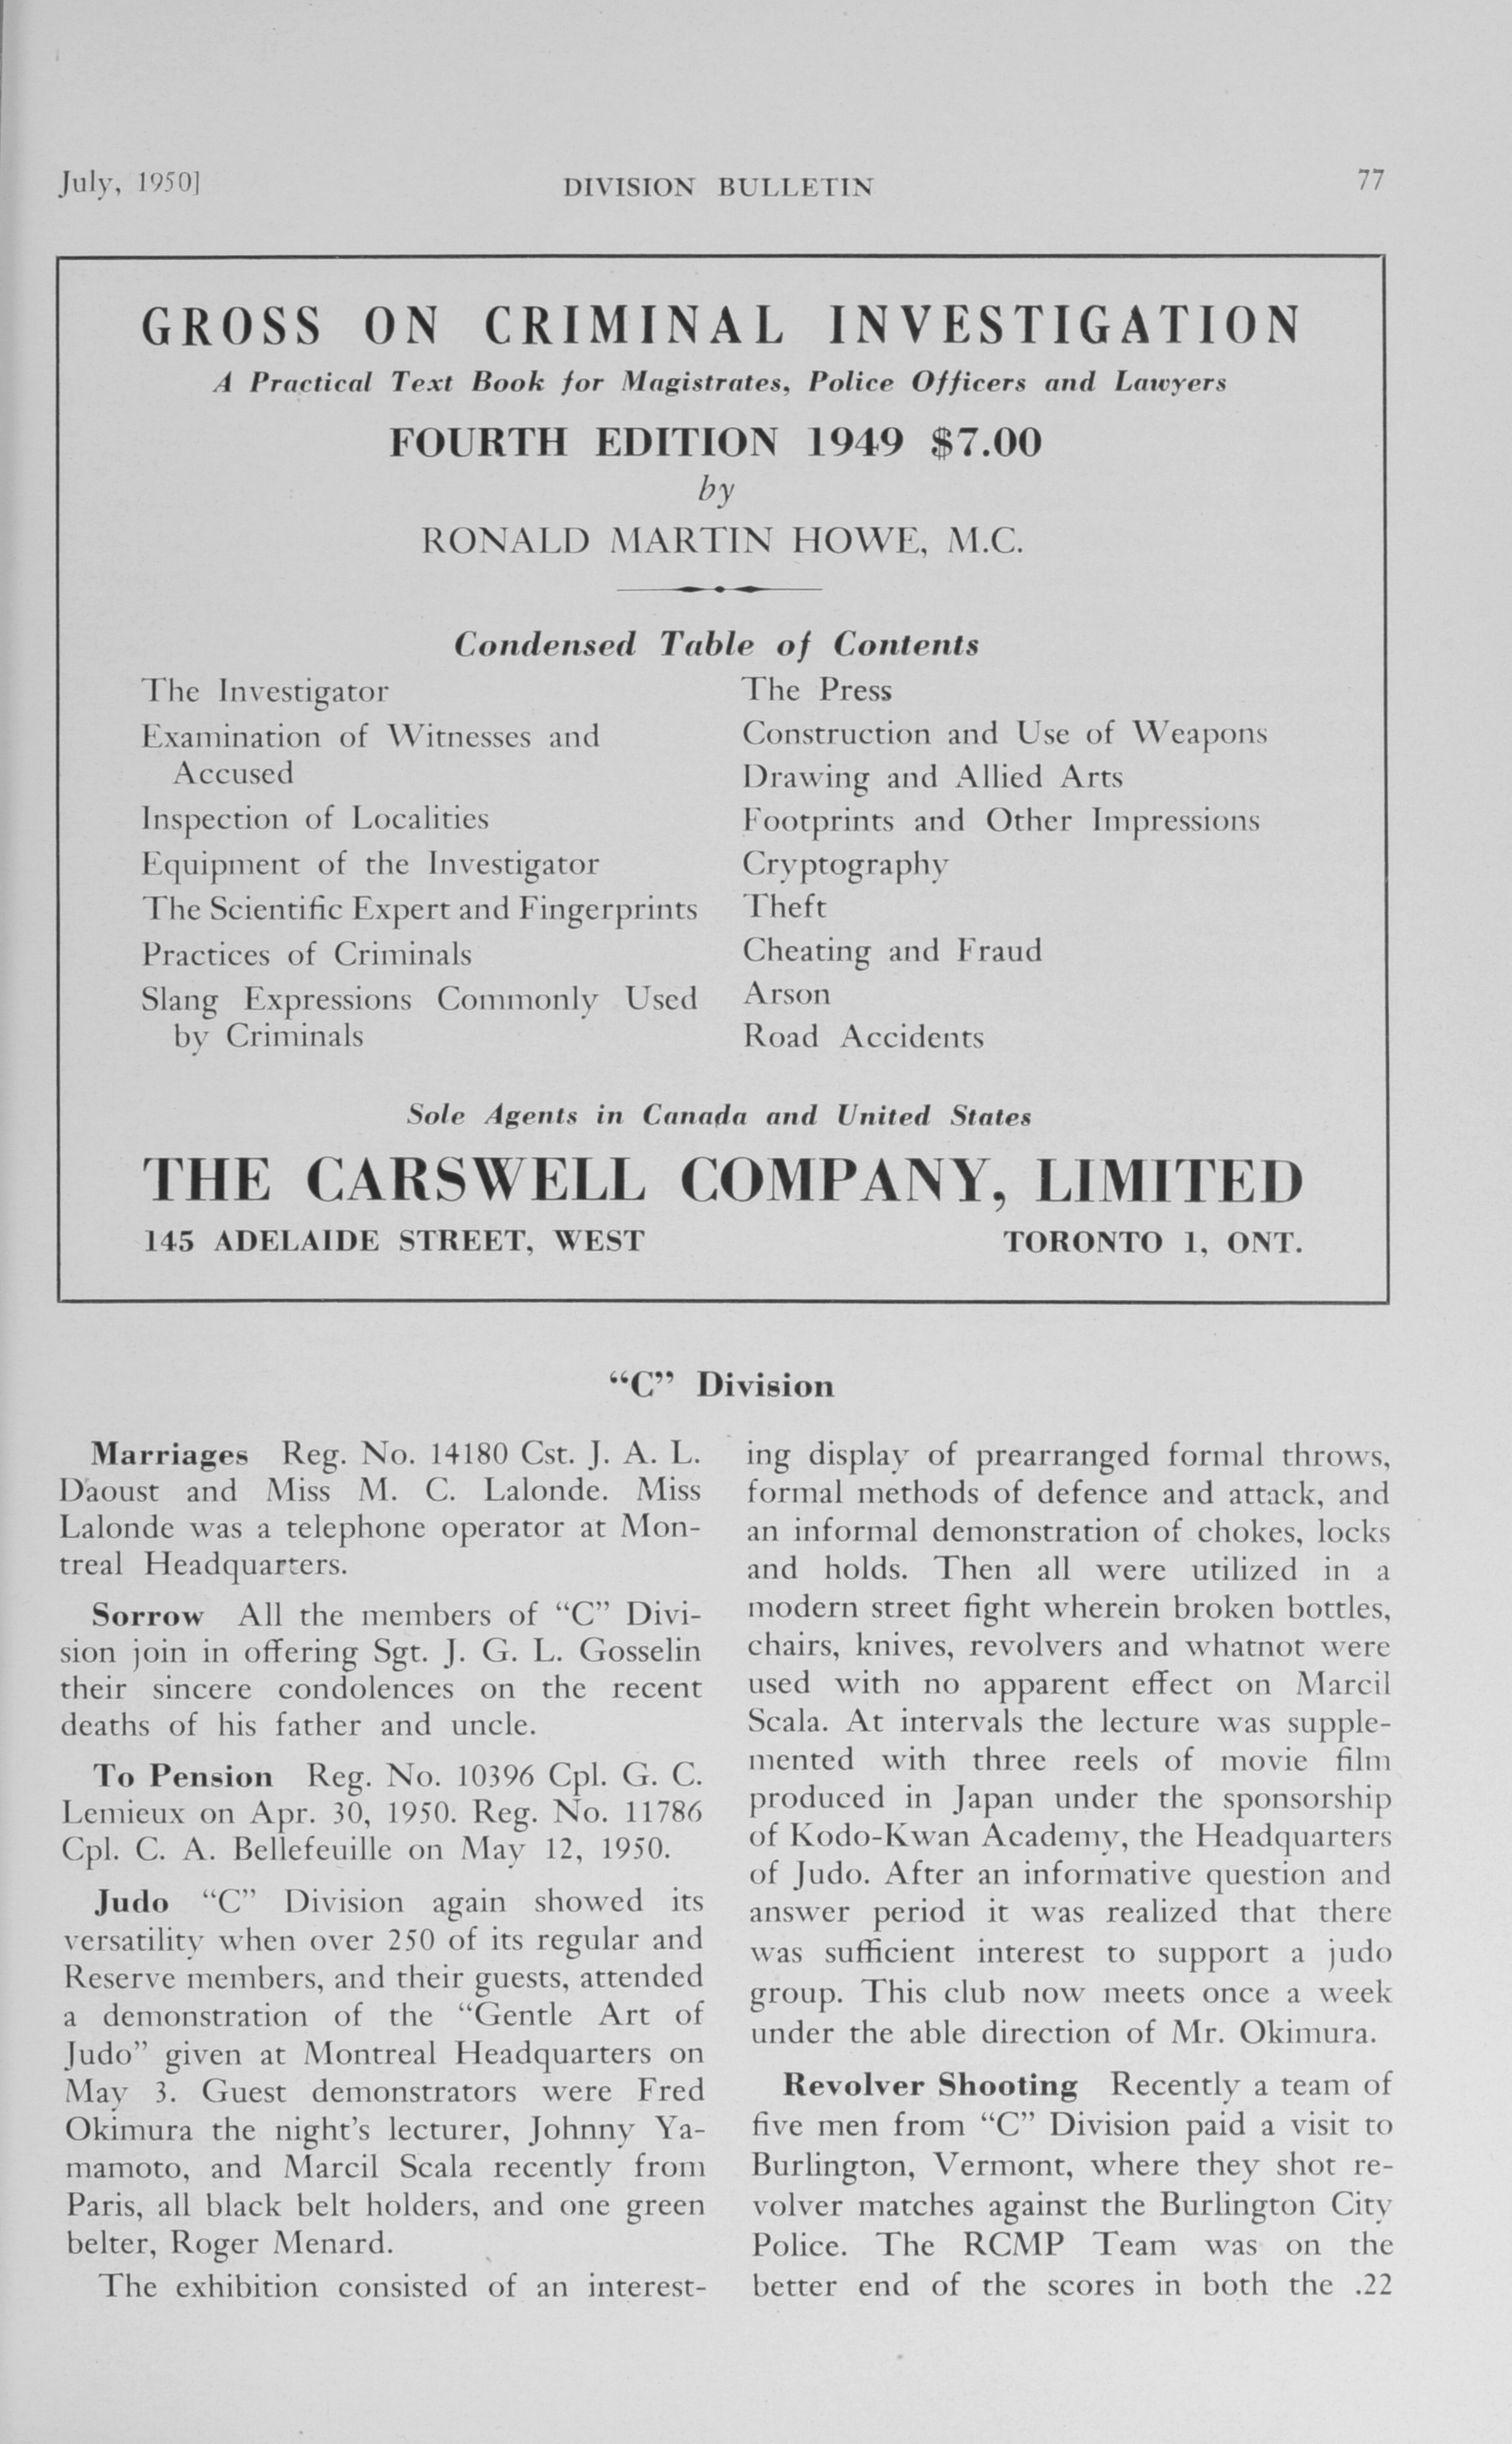 July, 1950]
DIVISION BULLETIN
77
GROSS ON CRIMINAL INVESTIGATION
A Practical Text Book for Magistrates, Police Officers and Lawyers
FOURTH EDITION 1949 $7.00
by
RONALD MARTIN HOWE, M.C.
Condensed Table of Contents
The Investigator
Examination of Witnesses and
Accused
Inspection of Localities
Equipment of the Investigator
The Scientific Expert and Fingerprints
Practices of Criminals
Slang Expressions Commonly Used
by Criminals
The Press
Construction and Use of Weapons
Drawing and Allied Arts
Footprints and Other Impressions
Cryptography
Theft
Cheating and Fraud
Arson
Road Accidents
Sole Agents in Canada and United States
THE CARSWELL COMPANY, LIMITED
145 ADELAIDE STREET, WEST
TORONTO 1, ONT.
“C” Division
Marriages Reg. No. 14180 Cst. J. A. L.
Daoust and Miss M. C. Lalonde. Miss
Lalonde was a telephone operator at Mon-
treal Headquarters.
Sorrow All the members of “C” Divi-
sion join in offering Sgt. J. G. L. Gosselin
their sincere condolences on the recent
deaths of his father and uncle.
To Pension Reg. No. 10396 Cpl. G. C.
Lemieux on Apr. 30, 1950. Reg. No. 11786
Cpl. C. A. Bellefeuille on May 12, 1950.
Judo “C” Division again showed its
versatility when over 250 of its regular and
Reserve members, and their guests, attended
a demonstration of the “Gentle Art of
Judo” given at Montreal Headquarters on
May 3. Guest demonstrators were Fred
Okimura the night's lecturer, Johnny Ya-
mamoto, and Marcil Scala recently from
Paris, all black belt holders, and one green
belter, Roger Menard.
The exhibition consisted of an interest-
ing display of prearranged formal throws,
formal methods of defence and attack, and
an informal demonstration of chokes, locks
and holds. Then all were utilized in a
modern street fight wherein broken bottles,
chairs, knives, revolvers and whatnot were
used with no apparent effect on Marcil
Scala. At intervals the lecture was supple-
mented with three reels of movie film
produced in Japan under the sponsorship
of Kodo-Kwan Academy, the Headquarters
of Judo. After an informative question and
answer period it was realized that there
was sufficient interest to support a judo
group. This club now meets once a week
under the able direction of Mr. Okimura.
Revolver Shooting Recently a team of
five men from “C” Division paid a visit to
Burlington, Vermont, where they shot re-
volver matches against the Burlington City
Police. The RCMP Team was on the
better end of the scores in both the .22